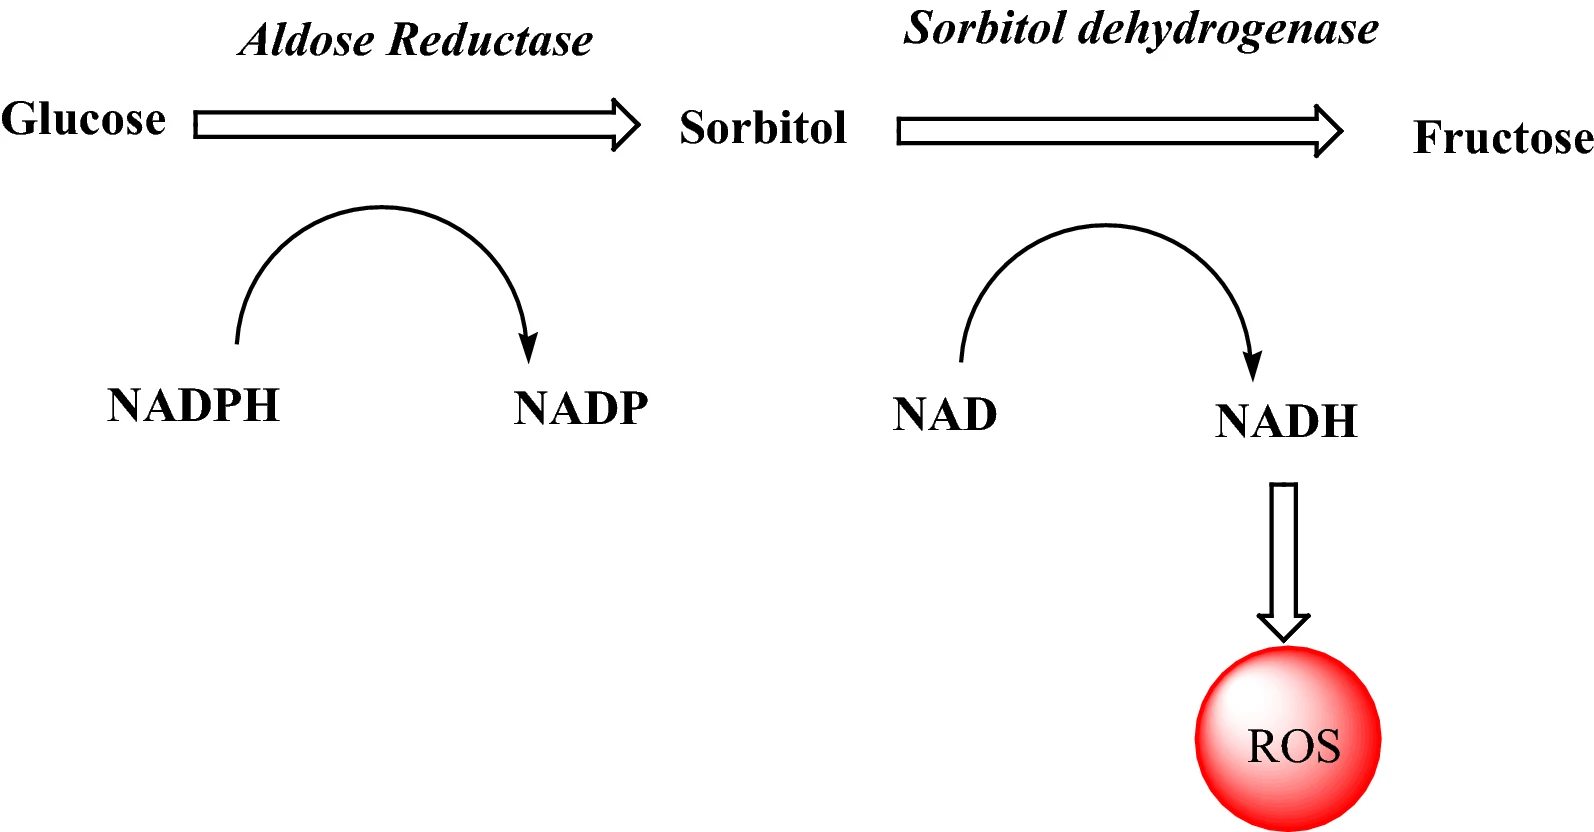 Aldose Reductase
Sorbitol dehydrogenase
Glucose
Sorbitol
Fructose
NADPH
NADP
NAD
NADH
ROS